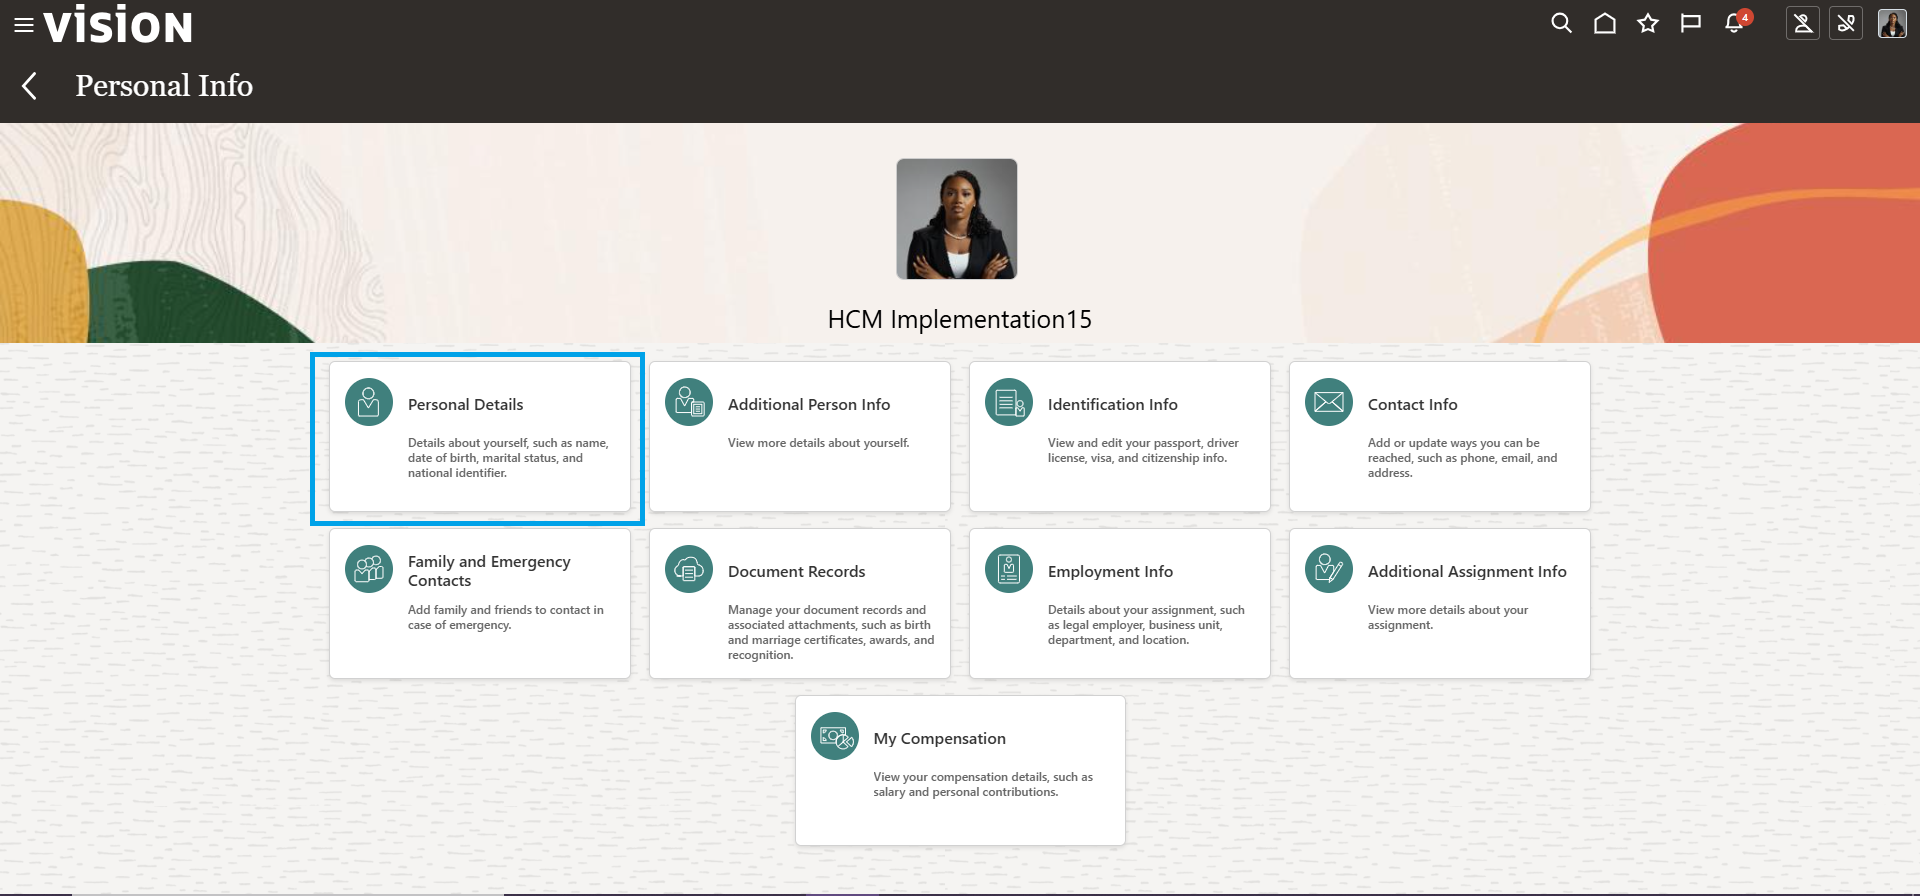 VISION
4
Personal Info
HCM Implementation15
Personal Details
Details about yourself, such as name,
date of birth, marital status, and
national identifier.
Additional Person Info
View more details about yourself.
Identification Info
View and edit your passport, driver
license, visa, and citizenship info.
Contact Info
Add or update ways you can be
reached, such as phone, email, and
address.
Family and Emergency
Contacts
Add family and friends to contact in
case of emergency.
Document Records
Manage your document records and
associated attachments, such as birth
and marriage certificates, awards, and
recognition.
Employment Info
Details about your assignment, such
as legal employer, business unit,
department, and location.
Additional Assignment Info
View more details about your
assignment.
My Compensation
View your compensation details, such as
salary and personal contributions.